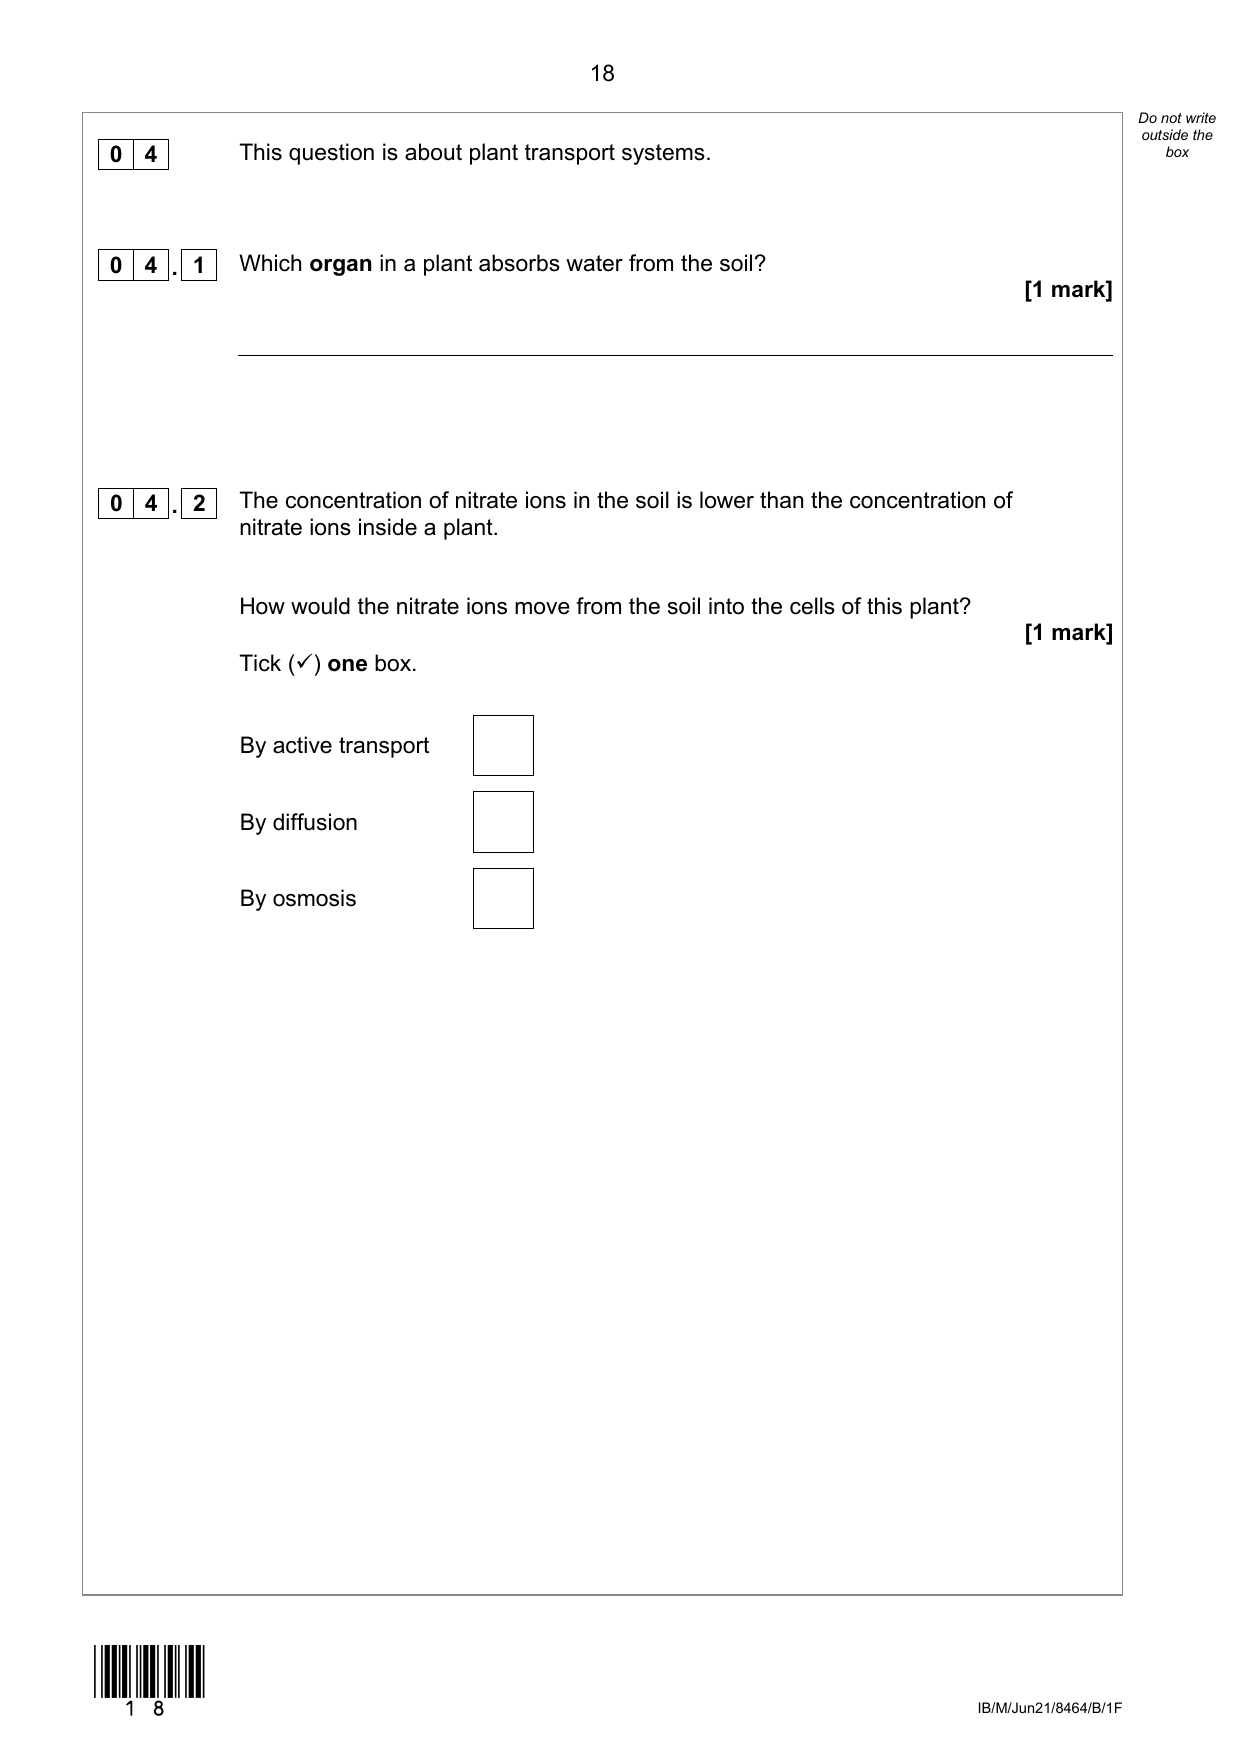 18
Do not write
outside the
box
0 4 This question is about plant transport systems.
0 4 . 1 Which organ in a plant absorbs water from the soil?
[1 mark]
0 4 . 2 The concentration of nitrate ions in the soil is lower than the concentration of
nitrate ions inside a plant.
How would the nitrate ions move from the soil into the cells of this plant?
[1 mark]
Tick (✓) one box.
By active transport
By diffusion
By osmosis
1 8
IB/M/Jun21/8464/B/1F